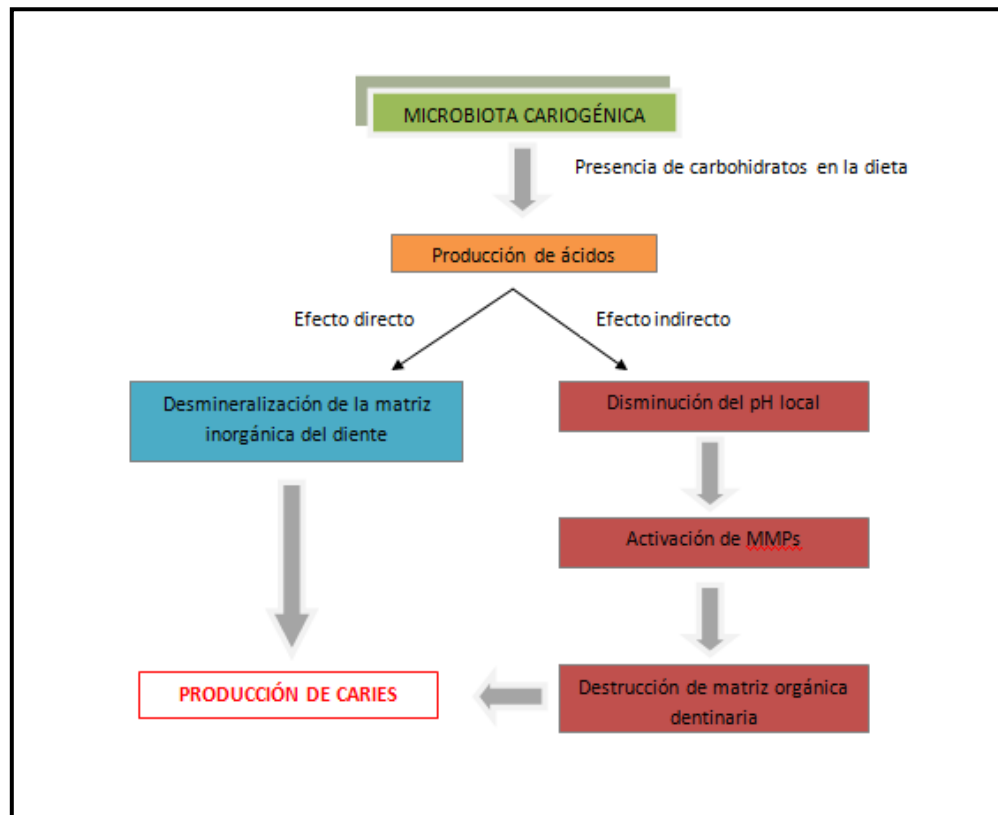 MICROBIOTA CARIOGÉNICA
Presencia de carbohidratos en la dieta
Producción de ácidos
Efecto directo
Efecto indirecto
Desmineralización de la matriz
inorgánica del diente
Disminución del pH local
Activación de MMPs
Destrucción de matriz orgánica
dentinaria
PRODUCCIÓN DE CARIES